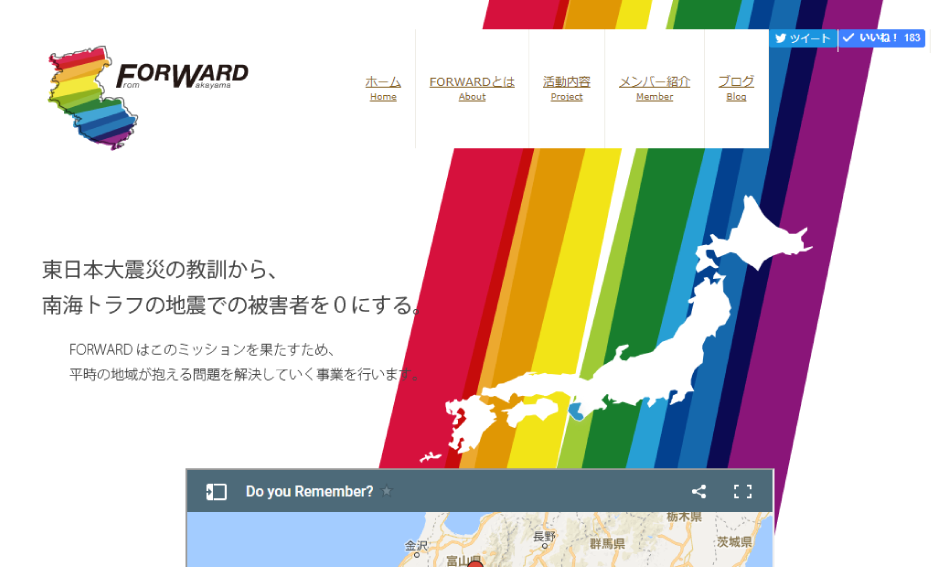 FORWARD
rom akayama
ホーム
Home
FORWARDとは
About
活動内容
Project
メンバー紹介
Member
ブログ
Blog
ツイート
いいね！ 183
東日本大震災の教訓から、
南海トラフの地震での被害者を０にする。
FORWARD はこのミッションを果たすため、
平時の地域が抱える問題を解決していく事業を行います。
Do you Remember?
栃木県
金沢
長野
群馬県
茨城県
富山県